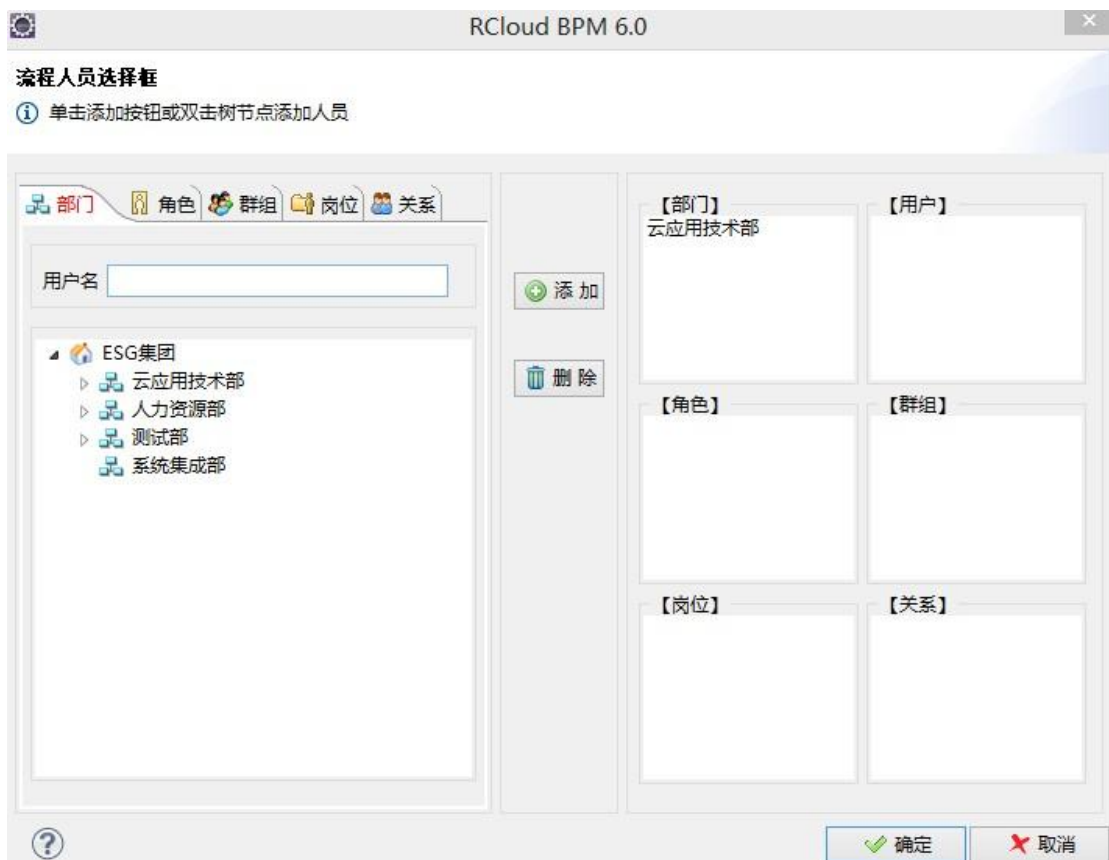 RCloud BPM 6.0
流程人员选择框
单击添加按钮或双击树节点添加人员
部门 角色 群组 岗位 关系
用户名
ESG集团
云应用技术部
人力资源部
测试部
系统集成部
添 加
删 除
【部门】
云应用技术部
【用户】
【角色】
【群组】
【岗位】
【关系】
确定
取消